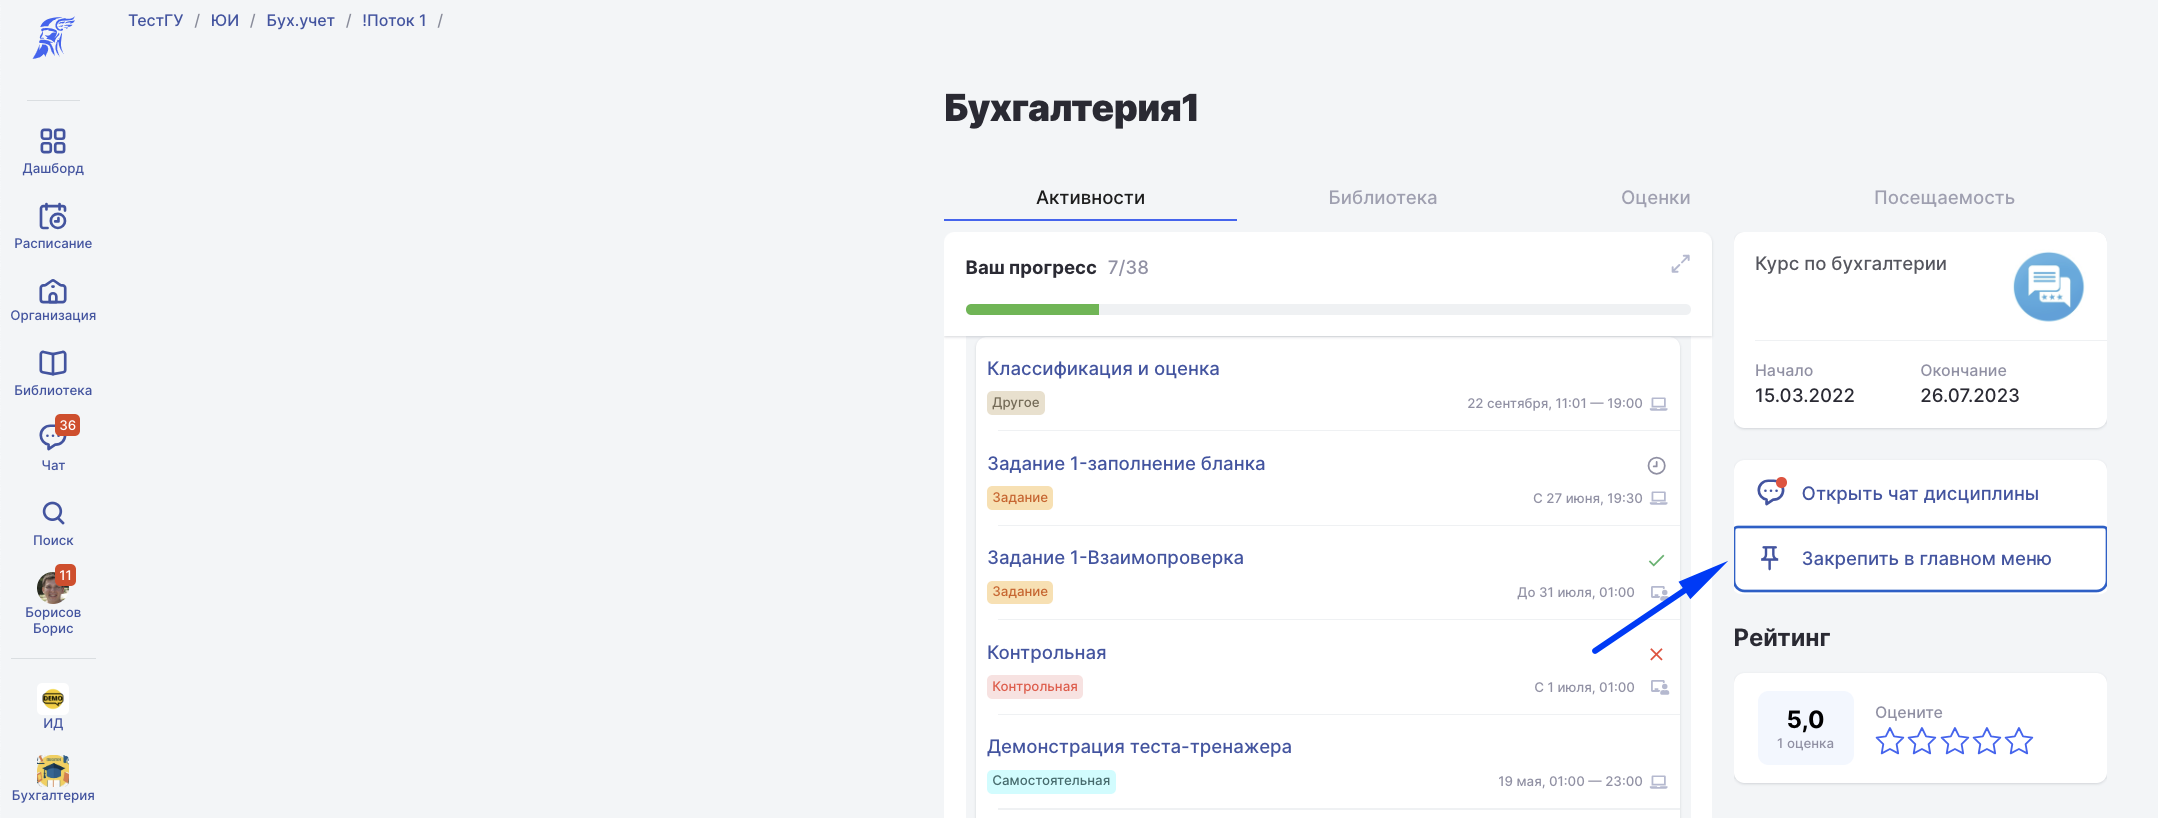 ТестГУ / ЮИ / Бух.учет / !Поток 1 /
Дашборд
Расписание
Организация
Библиотека
36
Чат
Поиск
11
Борисов
Борис
DEMO
ИД
Бухгалтерия
Бухгалтерия1
Активности Библиотека Оценки Посещаемость
Ваш прогресс 7/38
Классификация и оценка
Другое 22 сентября, 11:01 — 19:00
Задание 1-заполнение бланка
Задание С 27 июня, 19:30
Задание 1-Взаимопроверка
Задание До 31 июля, 01:00
Контрольная
Контрольная С 1 июля, 01:00
Демонстрация теста-тренажера
Самостоятельная 19 мая, 01:00 — 23:00
Курс по бухгалтерии
Начало Окончание
15.03.2022 26.07.2023
Открыть чат дисциплины
Закрепить в главном меню
Рейтинг
5,0 Оцените
1 оценка